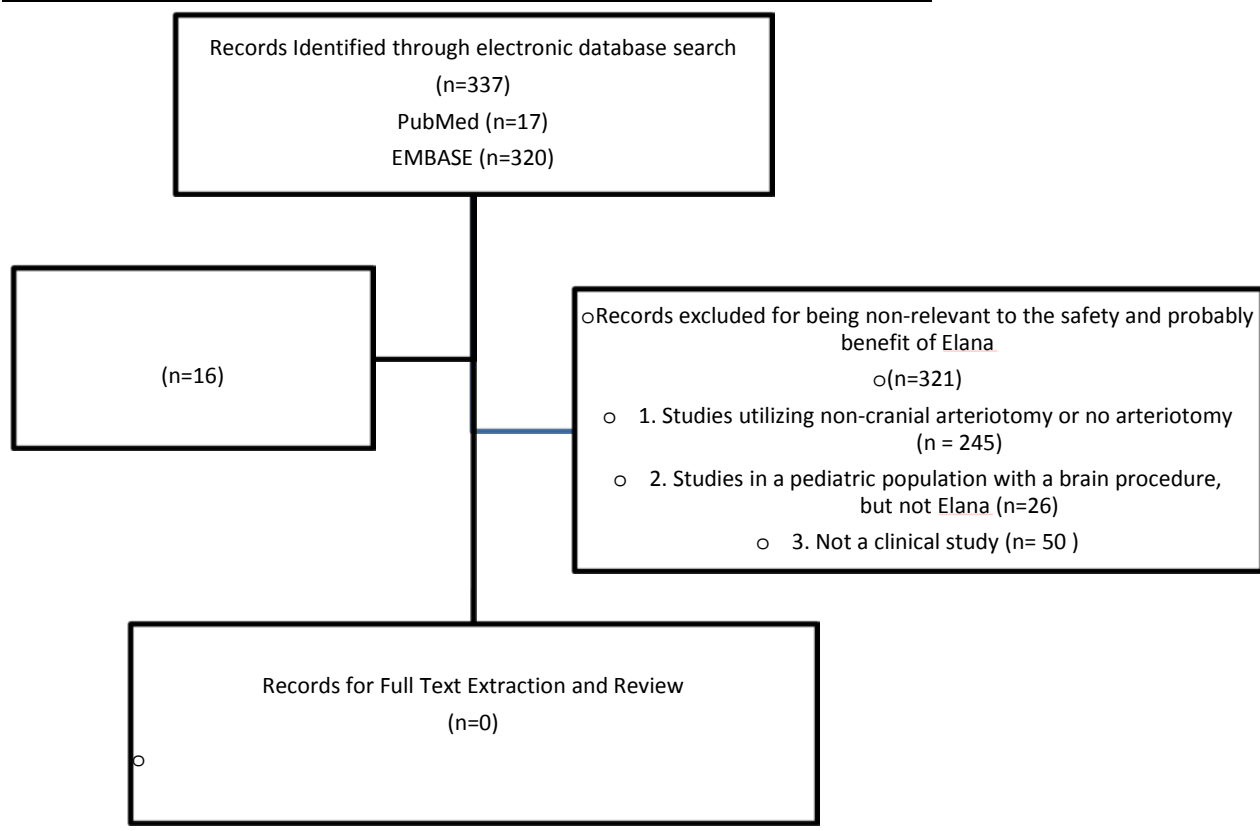 Records Identified through electronic database search
(n=337)
PubMed (n=17)
EMBASE (n=320)
(n=16)
oRecords excluded for being non-relevant to the safety and probably
benefit of Elana
o(n=321)
o 1. Studies utilizing non-cranial arteriotomy or no arteriotomy
(n = 245)
o 2. Studies in a pediatric population with a brain procedure,
but not Elana (n=26)
o 3. Not a clinical study (n= 50 )
Records for Full Text Extraction and Review
(n=0)
o